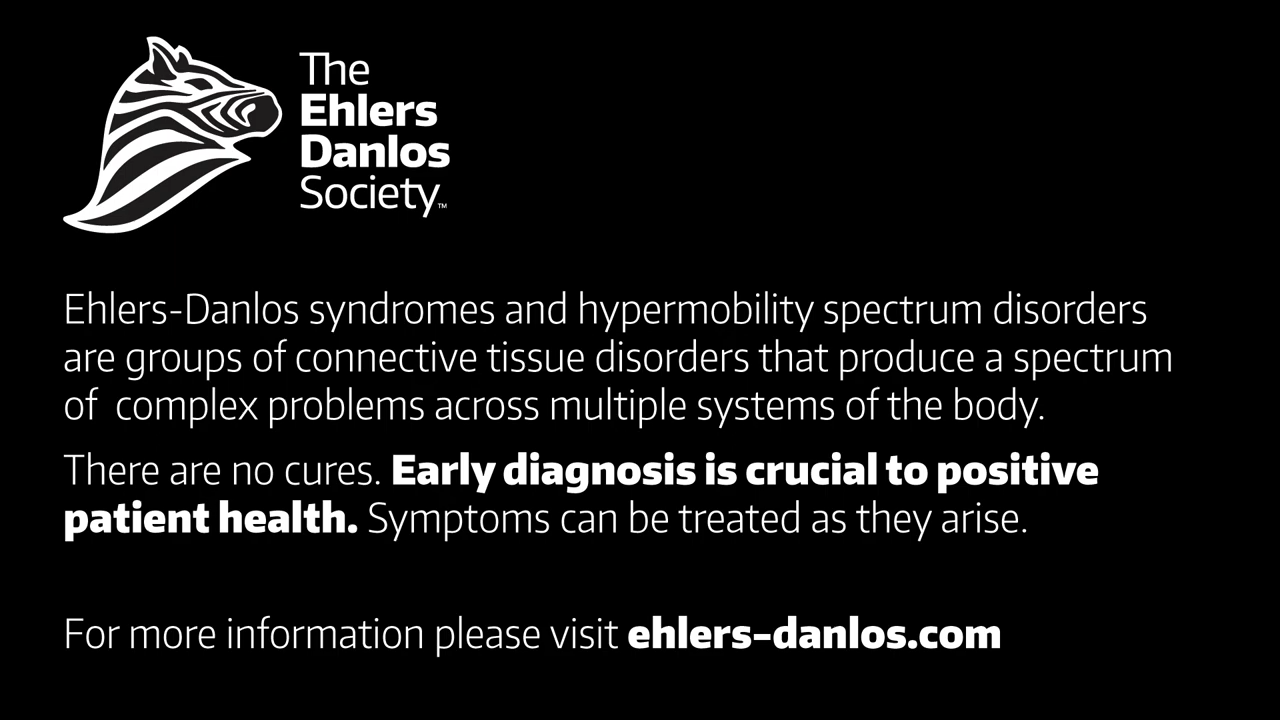 The
Ehlers
Danlos
Society™
Ehlers-Danlos syndromes and hypermobility spectrum disorders
are groups of connective tissue disorders that produce a spectrum
of complex problems across multiple systems of the body.
There are no cures. Early diagnosis is crucial to positive
patient health. Symptoms can be treated as they arise.
For more information please visit ehlers-danlos.com